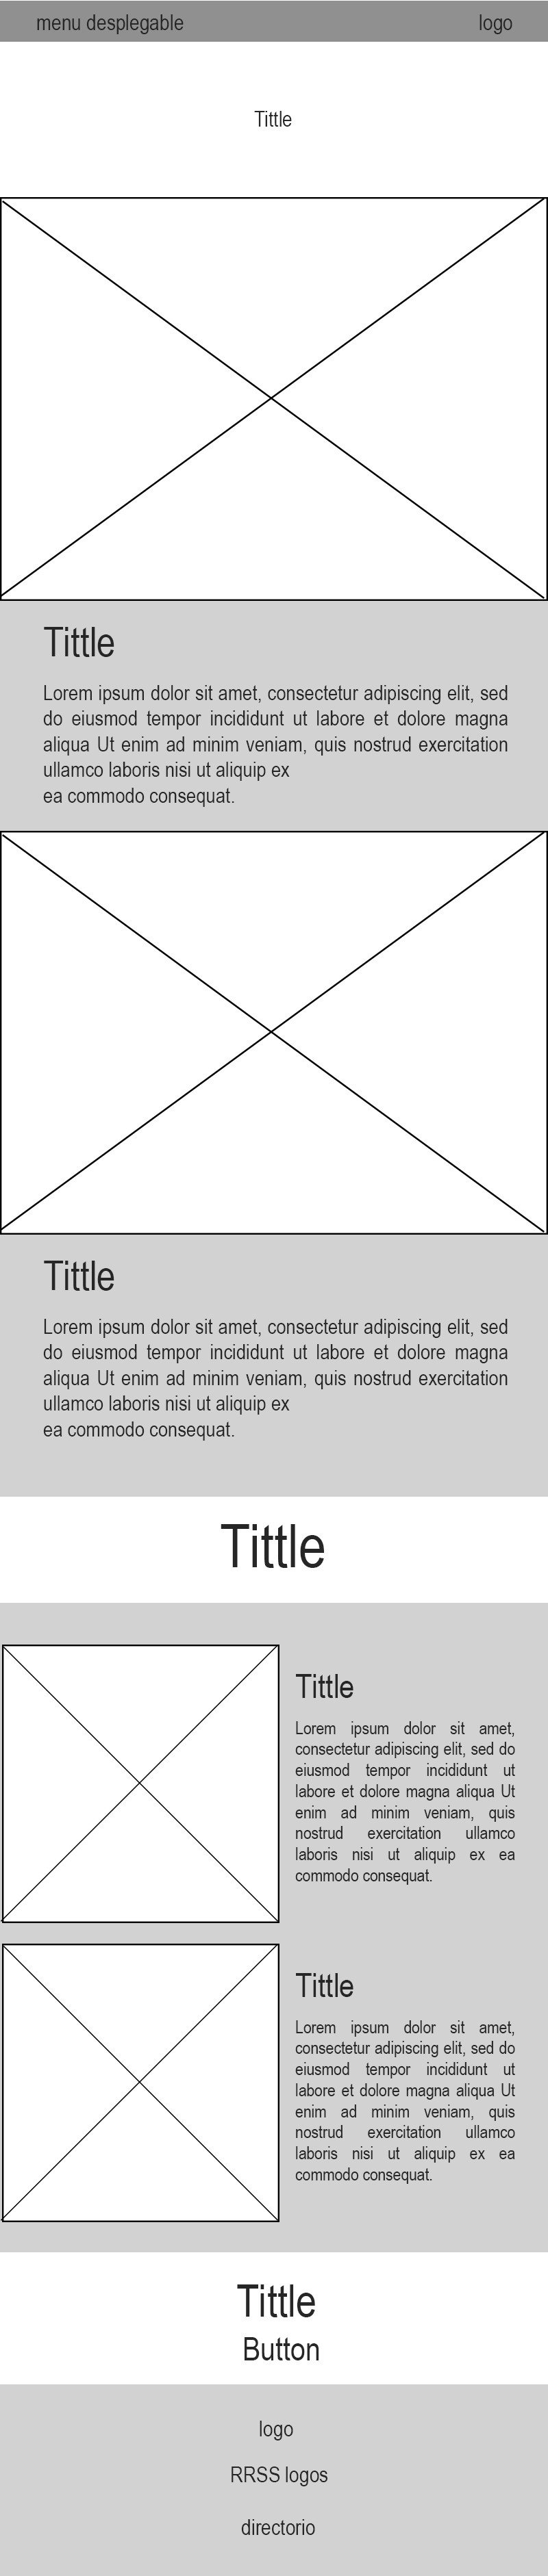 menu desplegable
logo
Tittle
Tittle
Lorem ipsum dolor sit amet, consectetur adipiscing elit, sed
do eiusmod tempor incididunt ut labore et dolore magna
aliqua Ut enim ad minim veniam, quis nostrud exercitation
ullamco laboris nisi ut aliquip ex
ea commodo consequat.
Tittle
Lorem ipsum dolor sit amet, consectetur adipiscing elit, sed
do eiusmod tempor incididunt ut labore et dolore magna
aliqua Ut enim ad minim veniam, quis nostrud exercitation
ullamco laboris nisi ut aliquip ex
ea commodo consequat.
Tittle
Tittle
Lorem ipsum dolor sit amet,
consectetur adipiscing elit, sed do
eiusmod tempor incididunt ut
labore et dolore magna aliqua Ut
enim ad minim veniam, quis
nostrud exercitation ullamco
laboris nisi ut aliquip ex ea
commodo consequat.
Tittle
Lorem ipsum dolor sit amet,
consectetur adipiscing elit, sed do
eiusmod tempor incididunt ut
labore et dolore magna aliqua Ut
enim ad minim veniam, quis
nostrud exercitation ullamco
laboris nisi ut aliquip ex ea
commodo consequat.
Tittle
Button
logo
RRSS logos
directorio